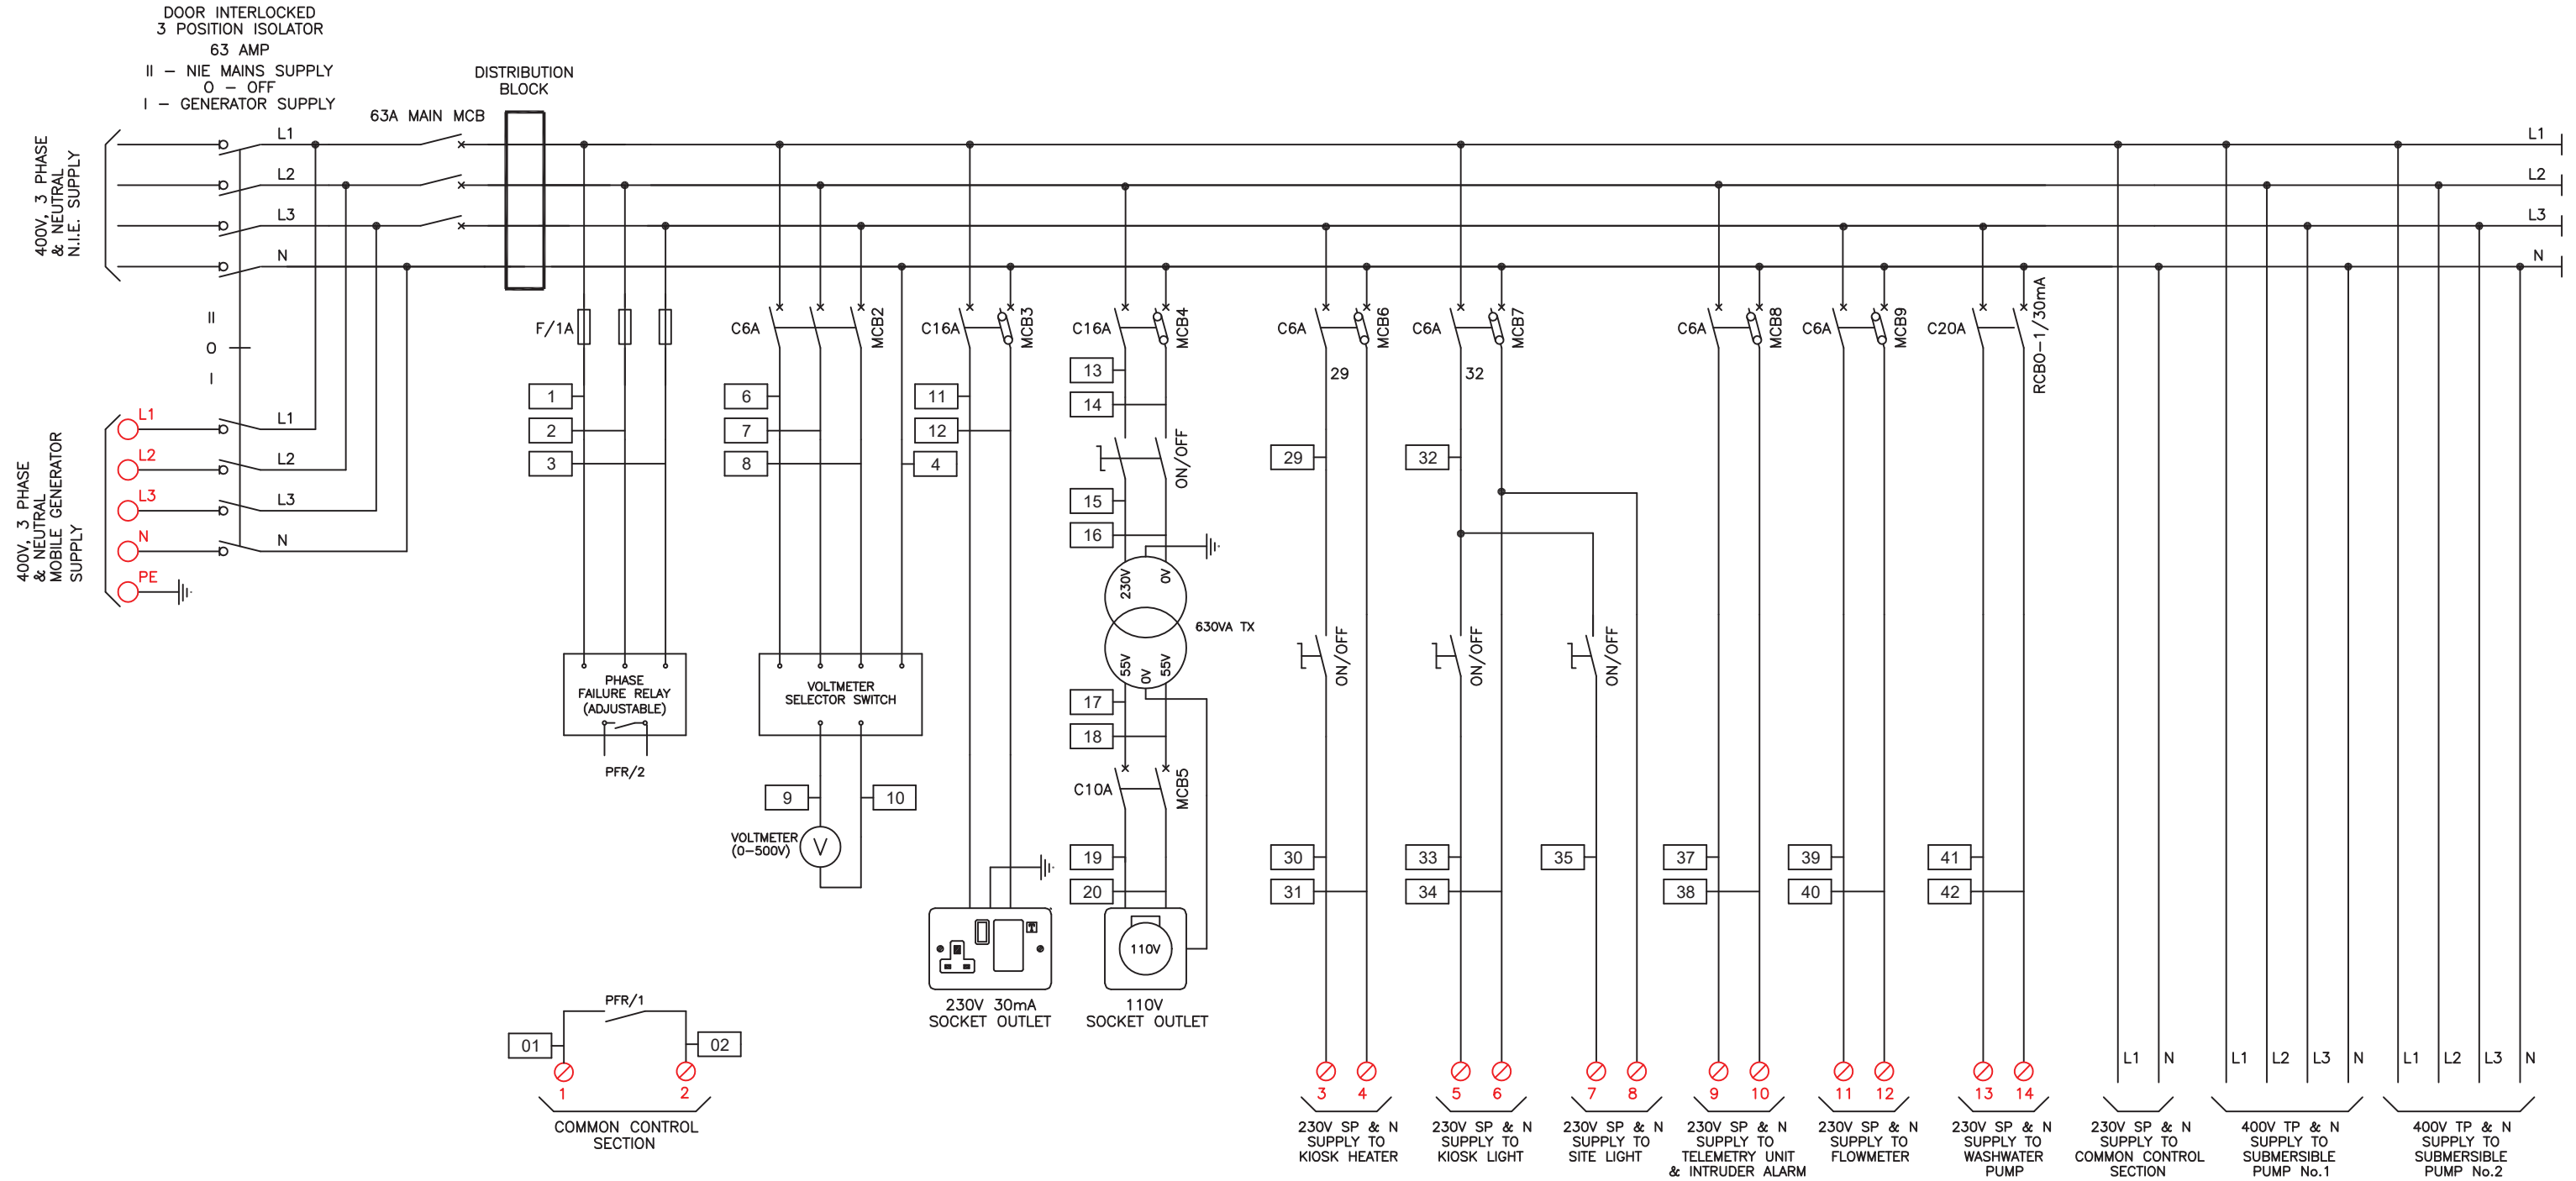 DOOR INTERLOCKED
3 POSITION ISOLATOR
63 AMP
II – NIE MAINS SUPPLY
0 – OFF
I – GENERATOR SUPPLY
DISTRIBUTION
BLOCK
63A MAIN MCB
400V, 3 PHASE
& NEUTRAL
N.I.E. SUPPLY
L1
L2
L3
N
L1
L2
L3
N
II
0
I
400V, 3 PHASE
& NEUTRAL
MOBILE GENERATOR
SUPPLY
L1
L2
L3
N
PE
L1
L2
L3
N
F/1A
1
2
3
PHASE
FAILURE RELAY
(ADJUSTABLE)
PFR/2
C6A
MCB2
6
7
8
4
VOLTMETER
SELECTOR SWITCH
9
10
VOLTMETER
(0–500V)
V
C16A
MCB3
11
12
230V 30mA
SOCKET OUTLET
C16A
MCB4
13
14
ON/OFF
15
16
230V
0V
630VA TX
55V
0V
55V
17
18
C10A
MCB5
19
20
110V
110V
SOCKET OUTLET
C6A
MCB6
29
29
ON/OFF
30
31
C6A
MCB7
32
32
ON/OFF
33
34
ON/OFF
35
C6A
MCB8
37
38
C6A
MCB9
39
40
C20A
RCBO–1/30mA
41
42
PFR/1
01
02
1
2
COMMON CONTROL
SECTION
3
4
230V SP & N
SUPPLY TO
KIOSK HEATER
5
6
230V SP & N
SUPPLY TO
KIOSK LIGHT
7
8
230V SP & N
SUPPLY TO
SITE LIGHT
9
10
230V SP & N
SUPPLY TO
TELEMETRY UNIT
& INTRUDER ALARM
11
12
230V SP & N
SUPPLY TO
FLOWMETER
13
14
230V SP & N
SUPPLY TO
WASHWATER
PUMP
L1
N
230V SP & N
SUPPLY TO
COMMON CONTROL
SECTION
L1
L2
L3
N
400V TP & N
SUPPLY TO
SUBMERSIBLE
PUMP No.1
L1
L2
L3
N
400V TP & N
SUPPLY TO
SUBMERSIBLE
PUMP No.2